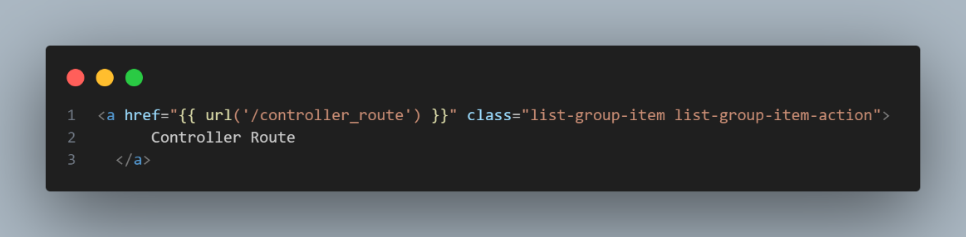 1 <a href="{{ url('/controller_route') }}" class="list-group-item list-group-item-action">
2 Controller Route
3 </a>